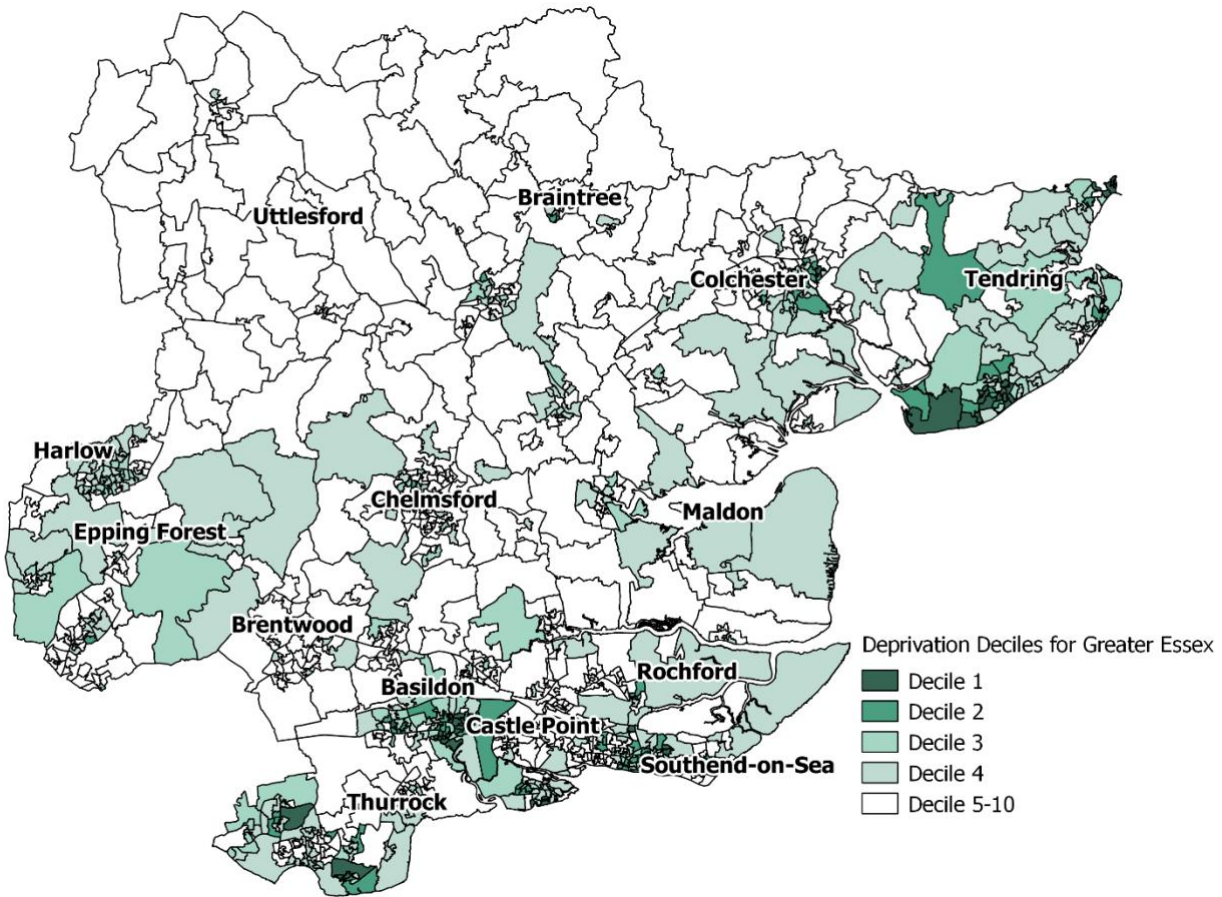 Braintree
Uttlesford
Colchester
Tendring
Harlow
Chelmsford
Maldon
Epping Forest
Brentwood
Rochford
Basildon
Castle Point
Southend-on-Sea
Thurrock
Deprivation Deciles for Greater Essex
Decile 1
Decile 2
Decile 3
Decile 4
Decile 5-10